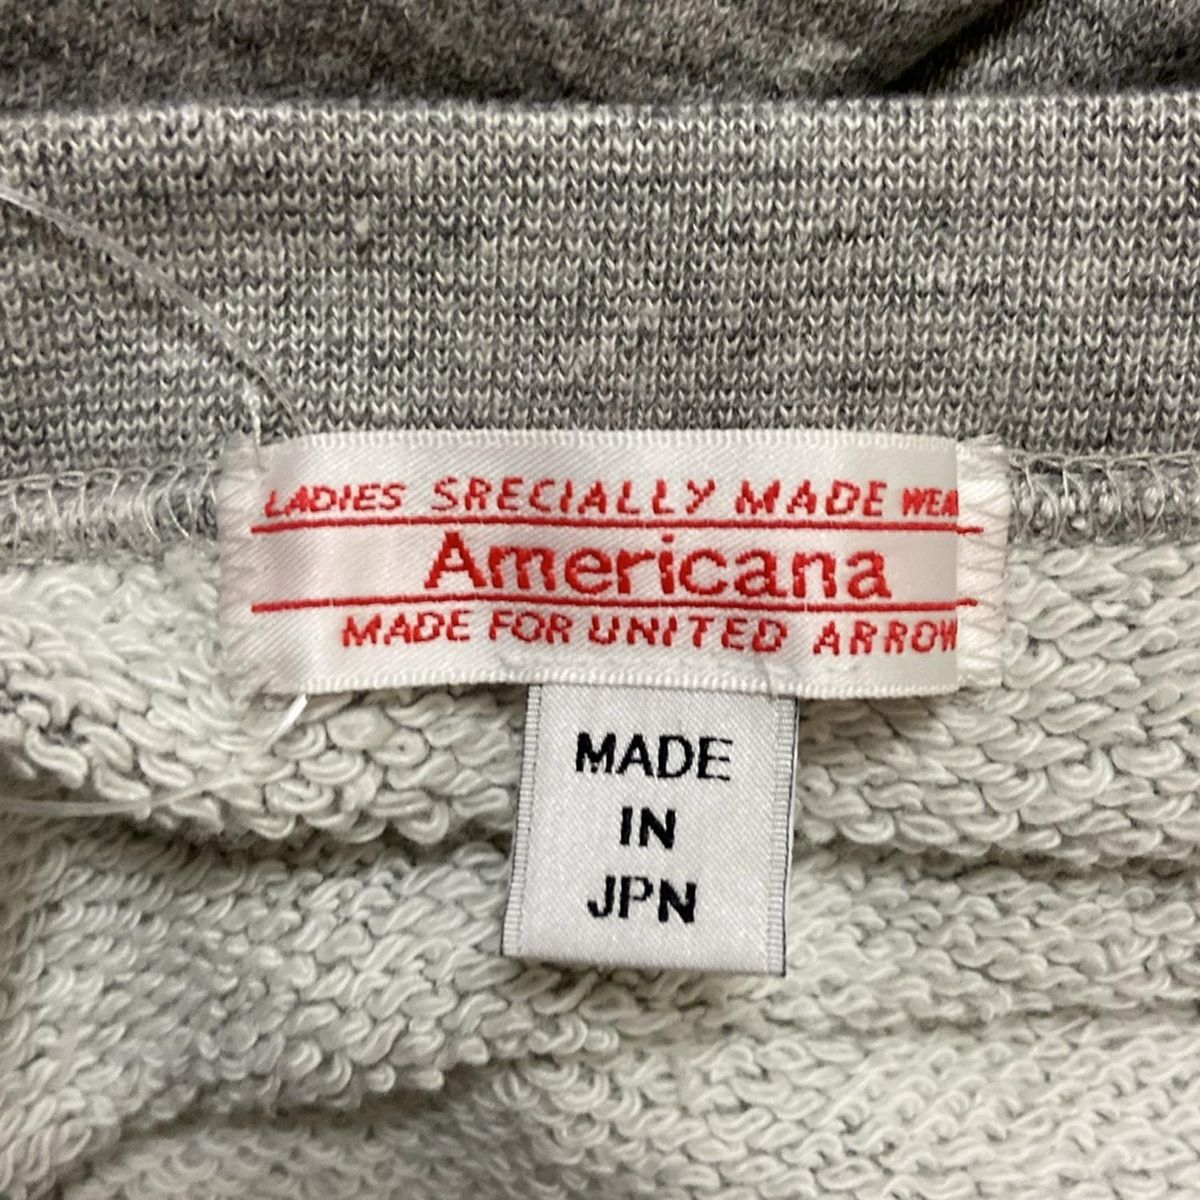 LADIES SRECIALLY MADE WEA
Americana
MADE FOR UNITED ARROW
MADE
IN
JPN